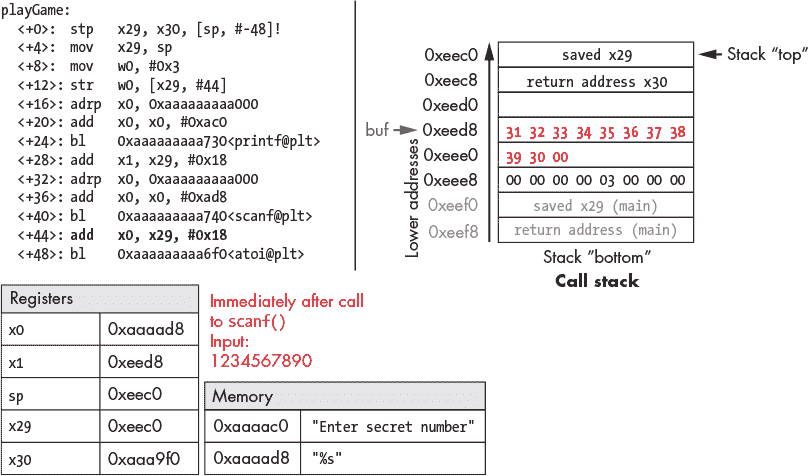 playGame:
<+0>: stp x29, x30, [sp, #-48]!
<+4>: mov x29, sp
<+8>: mov w0, #0x3
<+12>: str w0, [x29, #44]
<+16>: adrp x0, 0xaaaaaaaaa000
<+20>: add x0, x0, #0xac0
<+24>: bl 0xaaaaaaaaa730<printf@plt>
<+28>: add x1, x29, #0x18
<+32>: adrp x0, 0xaaaaaaaaa000
<+36>: add x0, x0, #0xad8
<+40>: bl 0xaaaaaaaaa740<scanf@plt>
<+44>: add x0, x29, #0x18
<+48>: bl 0xaaaaaaaaa6f0<atoi@plt>
0xeec0 saved x29 Stack “top”
0xeec8 return address x30
0xeed0
buf 0xeed8 31 32 33 34 35 36 37 38
0xeee0 39 30 00
0xeee8 00 00 00 00 03 00 00 00
0xeef0 saved x29 (main)
0xeef8 return address (main)
Lower addresses
Stack “bottom”
Call stack
Registers
x0 0xaaaad8
x1 0xeed8
sp 0xeec0
x29 0xeec0
x30 0xaaa9f0
Immediately after call
to scanf()
Input:
1234567890
Memory
0xaaaac0 "Enter secret number"
0xaaaad8 "%s"